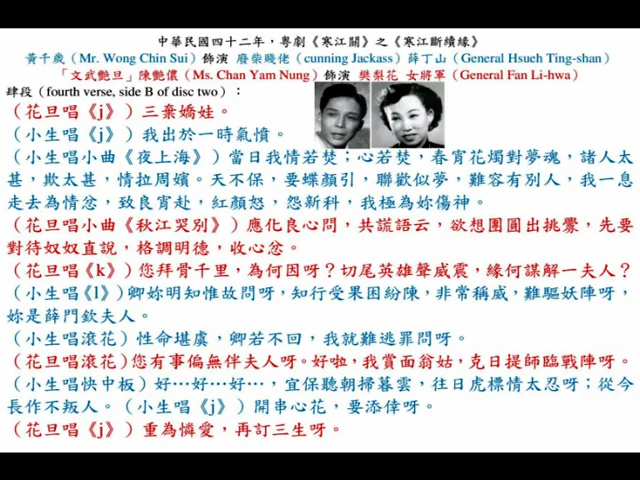 中華民國四十二年，粵劇《寒江關》之《寒江斷續緣》
黃千歲（Mr. Wong Chin Sui）飾演 廢柴賤佬（cunning Jackass）薛丁山（General Hsueh Ting-shan）
「文武艷旦」陳艷儂（Ms. Chan Yam Nung）飾演 樊梨花 女將軍（General Fan Li-hwa）
肆段（fourth verse, side B of disc two）：
（花旦唱《j》）三棄嬌娃。
（小生唱《j》）我出於一時氣憤。
（小生唱小曲《夜上海》）當日我情若焚；心若焚，春宵花燭對夢魂，諸人太
甚，欺太甚，情拉周嬪。天不保，要蝶顏引，聯歡似夢，難容有別人，我一息
走去為情忿，致良宵赴，紅顏怒，怨新科，我極為妳傷神。
（花旦唱小曲《秋江哭別》）應化良心問，共謊語云，欲想團圓出挑釁，先要
對待奴奴直說，格調明德，收心忿。
（花旦唱《k》）您拜骨千里，為何因呀？切尾英雄聲威震，緣何謀解一夫人？
（小生唱《l》）卿妳明知惟故問呀，知行受果困紛陳，非常稱威，難驅妖陣呀，
妳是薛門欽夫人。
（小生唱滾花）性命堪虞，卿若不回，我就難逃罪問呀。
（花旦唱滾花）您有事偏無伴夫人呀。好啦，我賞面翁姑，克日提師臨戰陣呀。
（小生唱快中板）好…好…好…，宜保聽朝掃暮雲，往日虎標情太忍呀；從今
長作不叛人。（小生唱《j》）開串心花，要添倖呀。
（花旦唱《j》）重為憐愛，再訂三生呀。